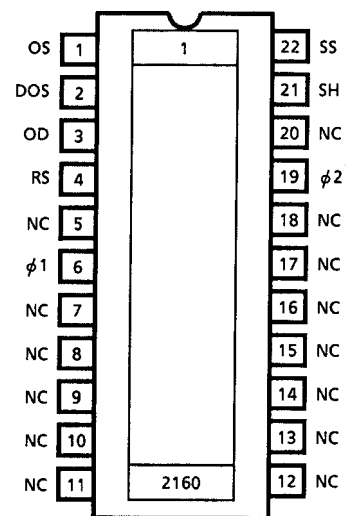 OS 1 1 22 SS
DOS 2 21 SH
OD 3 20 NC
RS 4 19 ϕ2
NC 5 18 NC
ϕ1 6 17 NC
NC 7 16 NC
NC 8 15 NC
NC 9 14 NC
NC 10 13 NC
NC 11 2160 12 NC